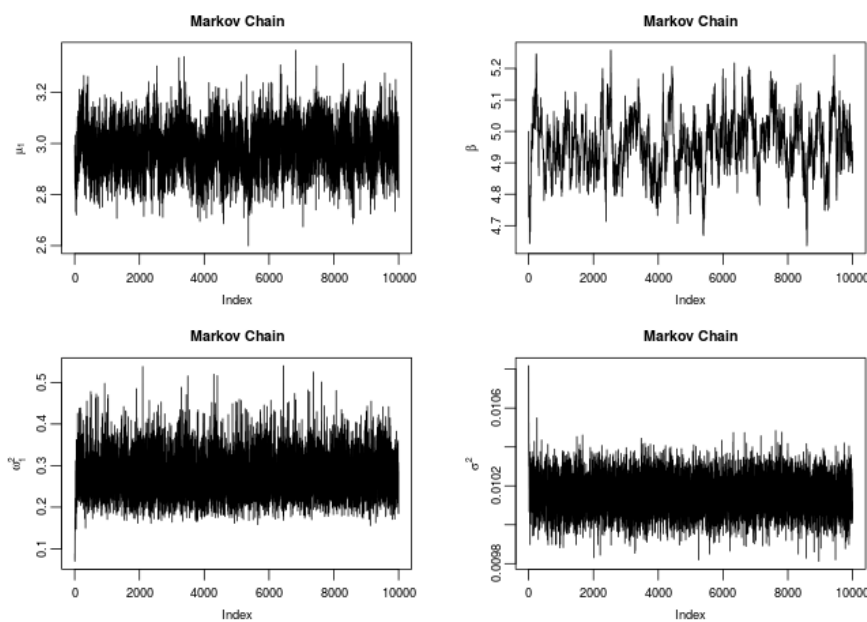 Markov Chain
μ₁
3.2
3.0
2.8
2.6
0 2000 4000 6000 8000 10000
Index
Markov Chain
β
5.2
5.1
5.0
4.9
4.8
4.7
0 2000 4000 6000 8000 10000
Index
Markov Chain
ω₁²
0.5
0.4
0.3
0.2
0.1
0 2000 4000 6000 8000 10000
Index
Markov Chain
σ²
0.0106
0.0102
0.0098
0 2000 4000 6000 8000 10000
Index